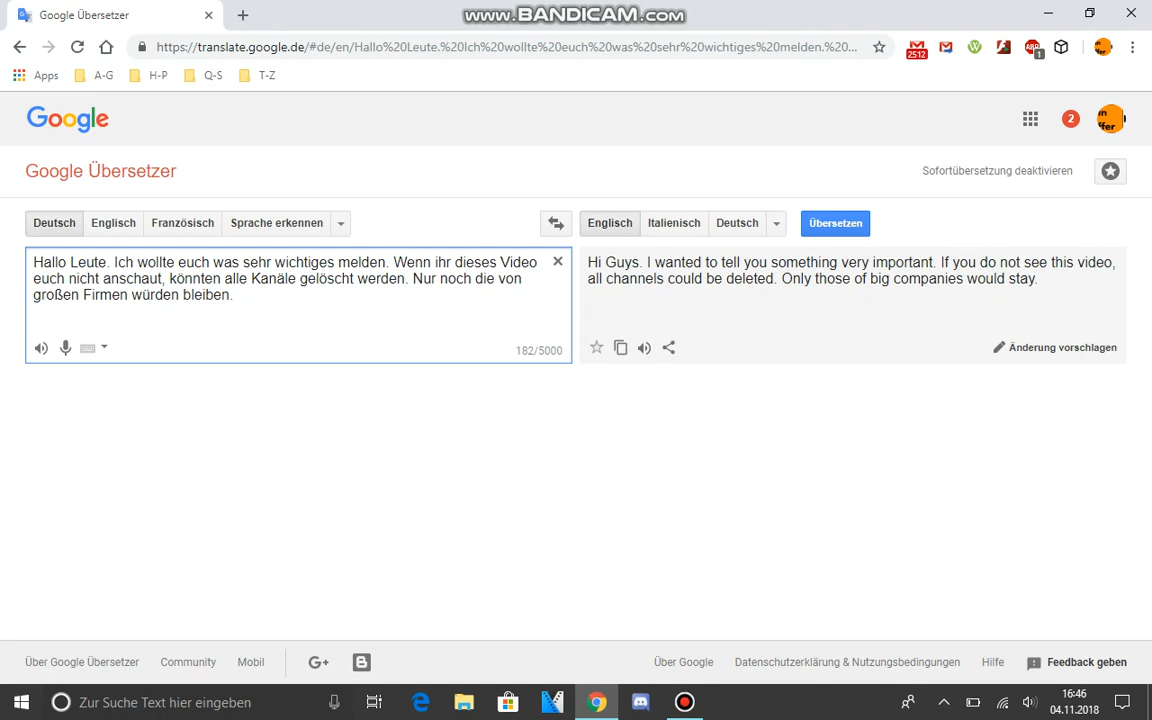 Google Übersetzer
www.BANDICAM.com
https://translate.google.de/#de/en/Hallo%20Leute.%20Ich%20wollte%20euch%20was%20sehr%20wichtiges%20melden.%20...
2512
ABP
1
Apps
A-G
H-P
Q-S
T-Z
Google
2
Google Übersetzer
Sofortübersetzung deaktivieren
Deutsch
Englisch
Französisch
Sprache erkennen
Englisch
Italienisch
Deutsch
Übersetzen
Hallo Leute. Ich wollte euch was sehr wichtiges melden. Wenn ihr dieses Video
euch nicht anschaut, könnten alle Kanäle gelöscht werden. Nur noch die von
großen Firmen würden bleiben.
182/5000
Hi Guys. I wanted to tell you something very important. If you do not see this video,
all channels could be deleted. Only those of big companies would stay.
Änderung vorschlagen
Über Google Übersetzer
Community
Mobil
G+
Über Google
Datenschutzerklärung & Nutzungsbedingungen
Hilfe
Feedback geben
Zur Suche Text hier eingeben
16:46
04.11.2018